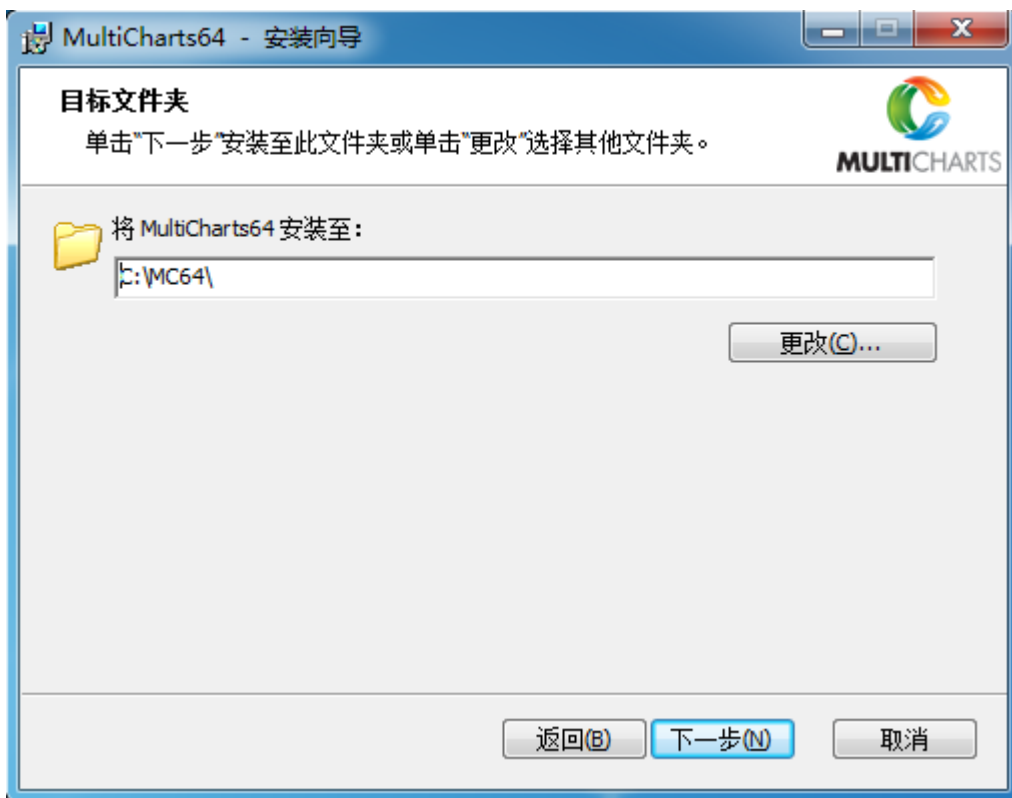 MultiCharts64 - 安装向导
目标文件夹
单击"下一步"安装至此文件夹或单击"更改"选择其他文件夹。
MULTICHARTS
将 MultiCharts64 安装至:
C:\MC64\
更改(C)...
返回(B) 下一步(N) 取消